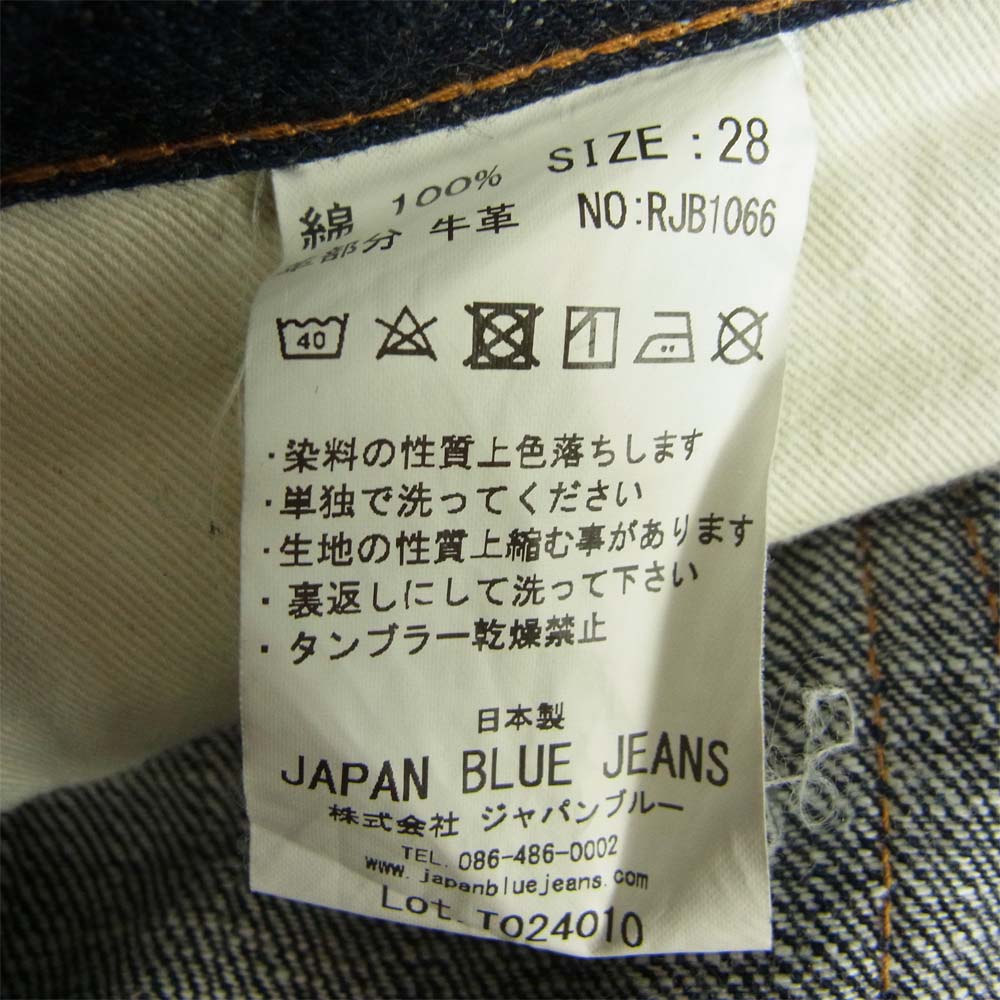 綿 100% SIZE:28
革部分 牛革 NO:RJB1066
40
・染料の性質上色落ちします
・単独で洗ってください
・生地の性質上縮む事があります
・裏返しにして洗って下さい
・タンブラー乾燥禁止
日本製
JAPAN BLUE JEANS
株式会社 ジャパンブルー
TEL. 086-486-0002
www.japanbluejeans.com
Lot. T024010